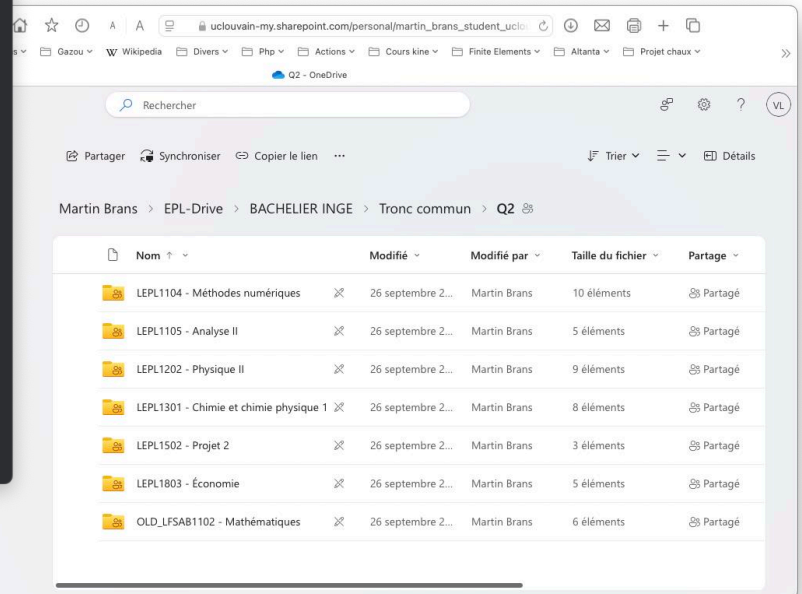 A A uclouvain-my.sharepoint.com/personal/martin_brans_student_uclo
s Gazou W Wikipedia Divers Php Actions Cours kine Finite Elements Altanta Projet chaux »
Q2 - OneDrive
Rechercher ? VL
Partager Synchroniser Copier le lien ... Trier Détails
Martin Brans > EPL-Drive > BACHELIER INGE > Tronc commun > Q2
Nom ↑ Modifié Modifié par Taille du fichier Partage
LEPL1104 - Méthodes numériques 26 septembre 2... Martin Brans 10 éléments Partagé
LEPL1105 - Analyse II 26 septembre 2... Martin Brans 5 éléments Partagé
LEPL1202 - Physique II 26 septembre 2... Martin Brans 9 éléments Partagé
LEPL1301 - Chimie et chimie physique 1 26 septembre 2... Martin Brans 8 éléments Partagé
LEPL1502 - Projet 2 26 septembre 2... Martin Brans 3 éléments Partagé
LEPL1803 - Économie 26 septembre 2... Martin Brans 5 éléments Partagé
OLD_LFSAB1102 - Mathématiques 26 septembre 2... Martin Brans 6 éléments Partagé